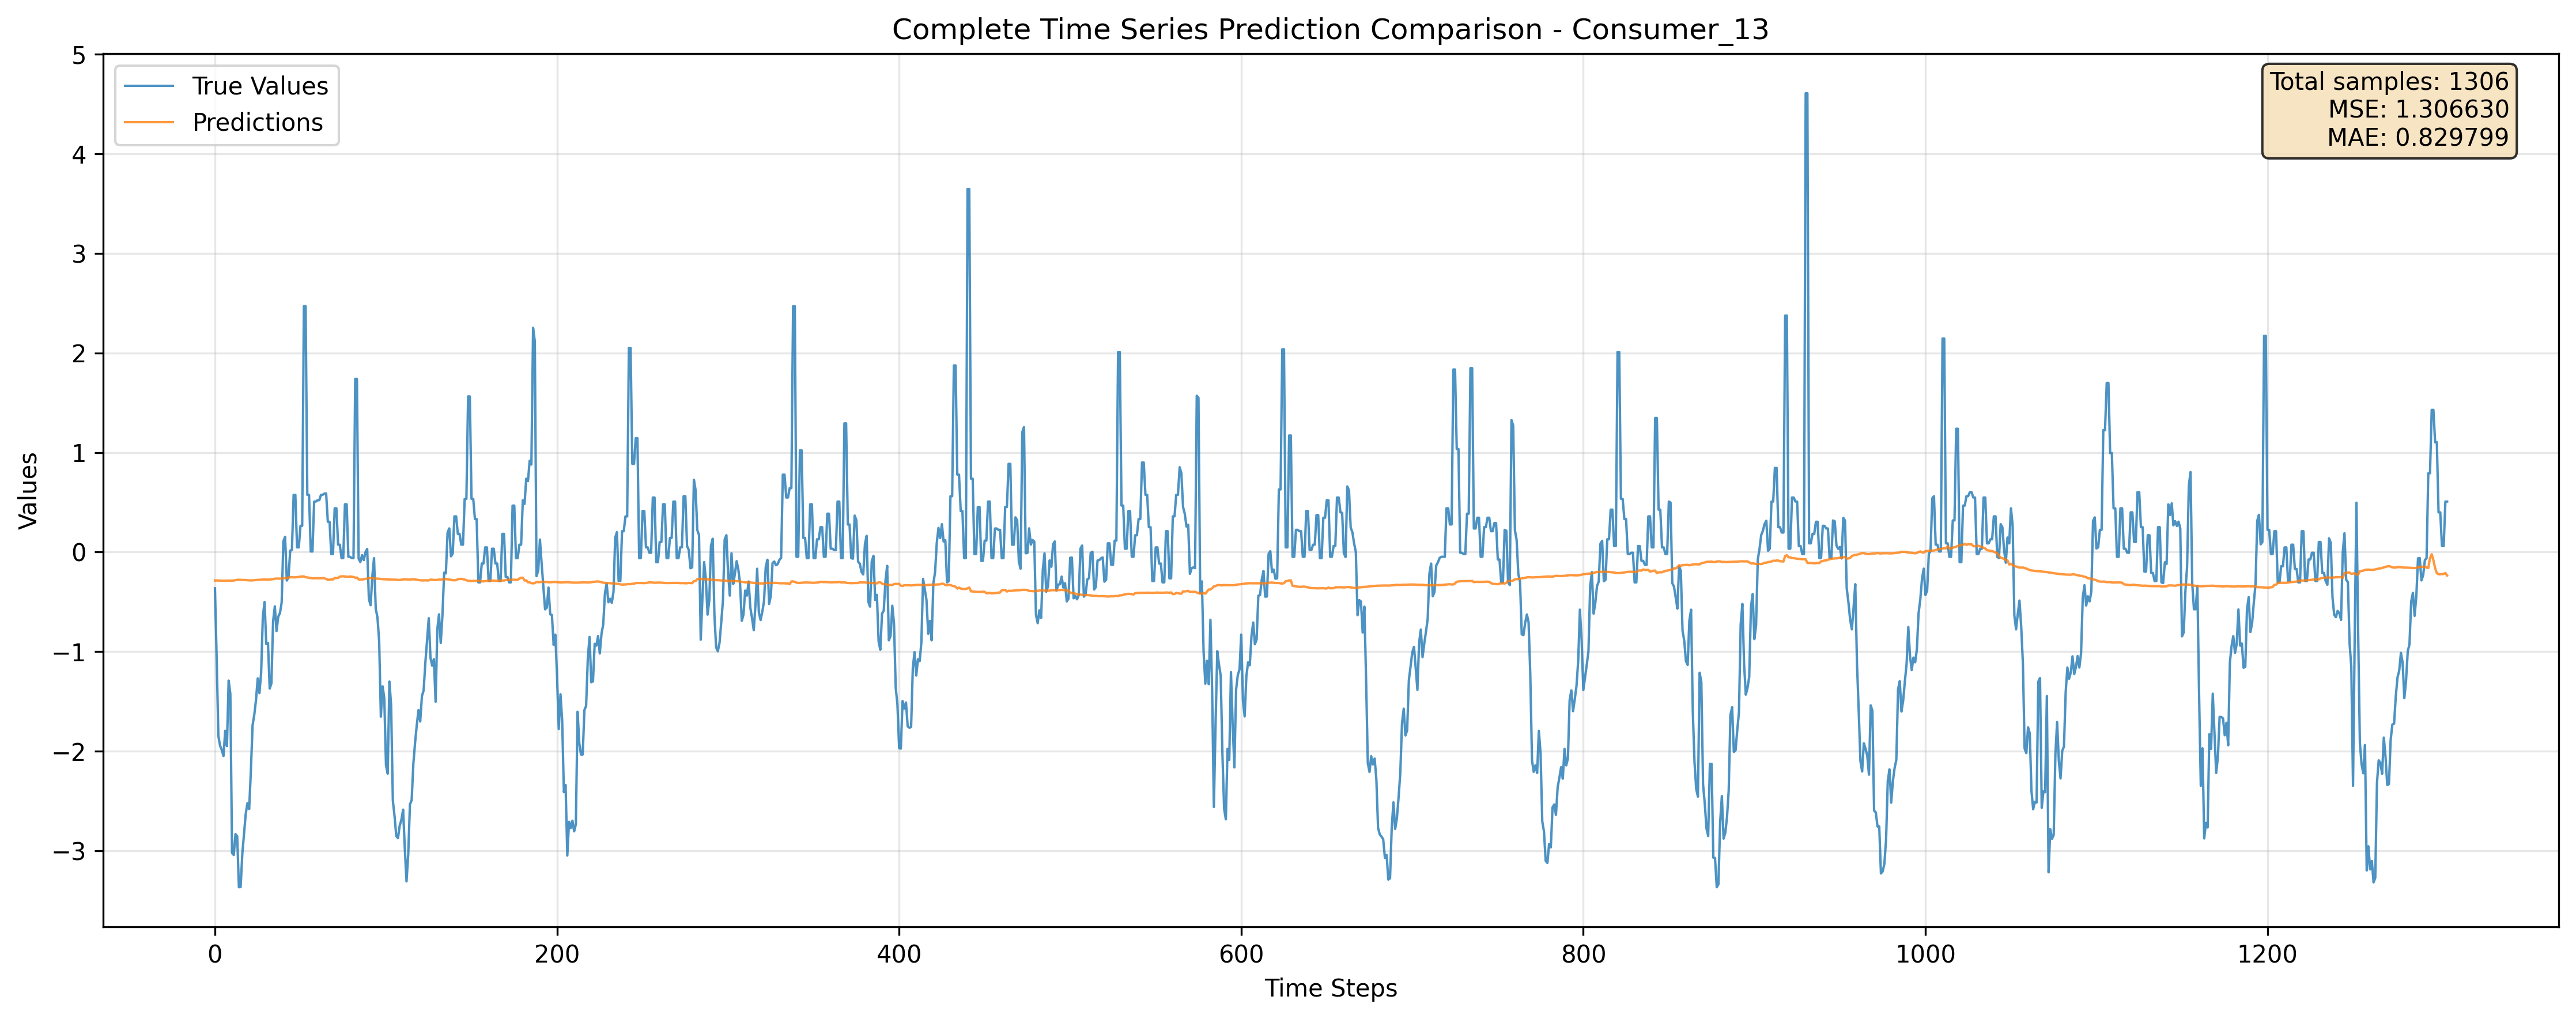 Complete Time Series Prediction Comparison - Consumer_13
True Values
Predictions
Total samples: 1306
MSE: 1.306630
MAE: 0.829799
Values
5
4
3
2
1
0
−1
−2
−3
0 200 400 600 800 1000 1200
Time Steps